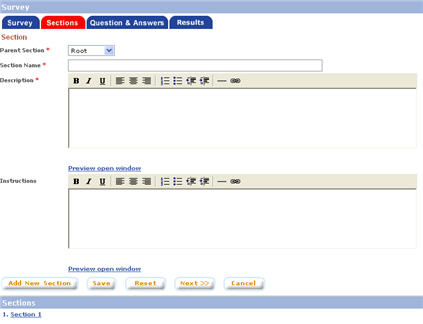 Survey
Survey Sections Question & Answers Results
Section
Parent Section * Root
Section Name *
Description * B I U
Preview open window
Instructions B I U
Preview open window
Add New Section Save Reset Next >> Cancel
Sections
1. Section 1